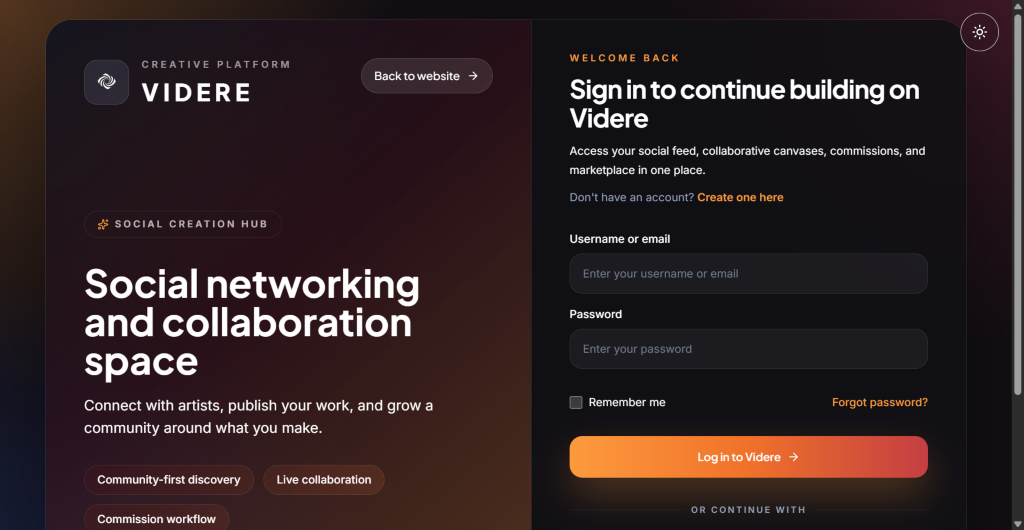 CREATIVE PLATFORM
VIDERE
Back to website
SOCIAL CREATION HUB
Social networking
and collaboration
space
Connect with artists, publish your work, and grow a
community around what you make.
Community-first discovery
Live collaboration
Commission workflow
WELCOME BACK
Sign in to continue building on
Videre
Access your social feed, collaborative canvases, commissions, and
marketplace in one place.
Don't have an account? Create one here
Username or email
Enter your username or email
Password
Enter your password
Remember me
Forgot password?
Log in to Videre
OR CONTINUE WITH